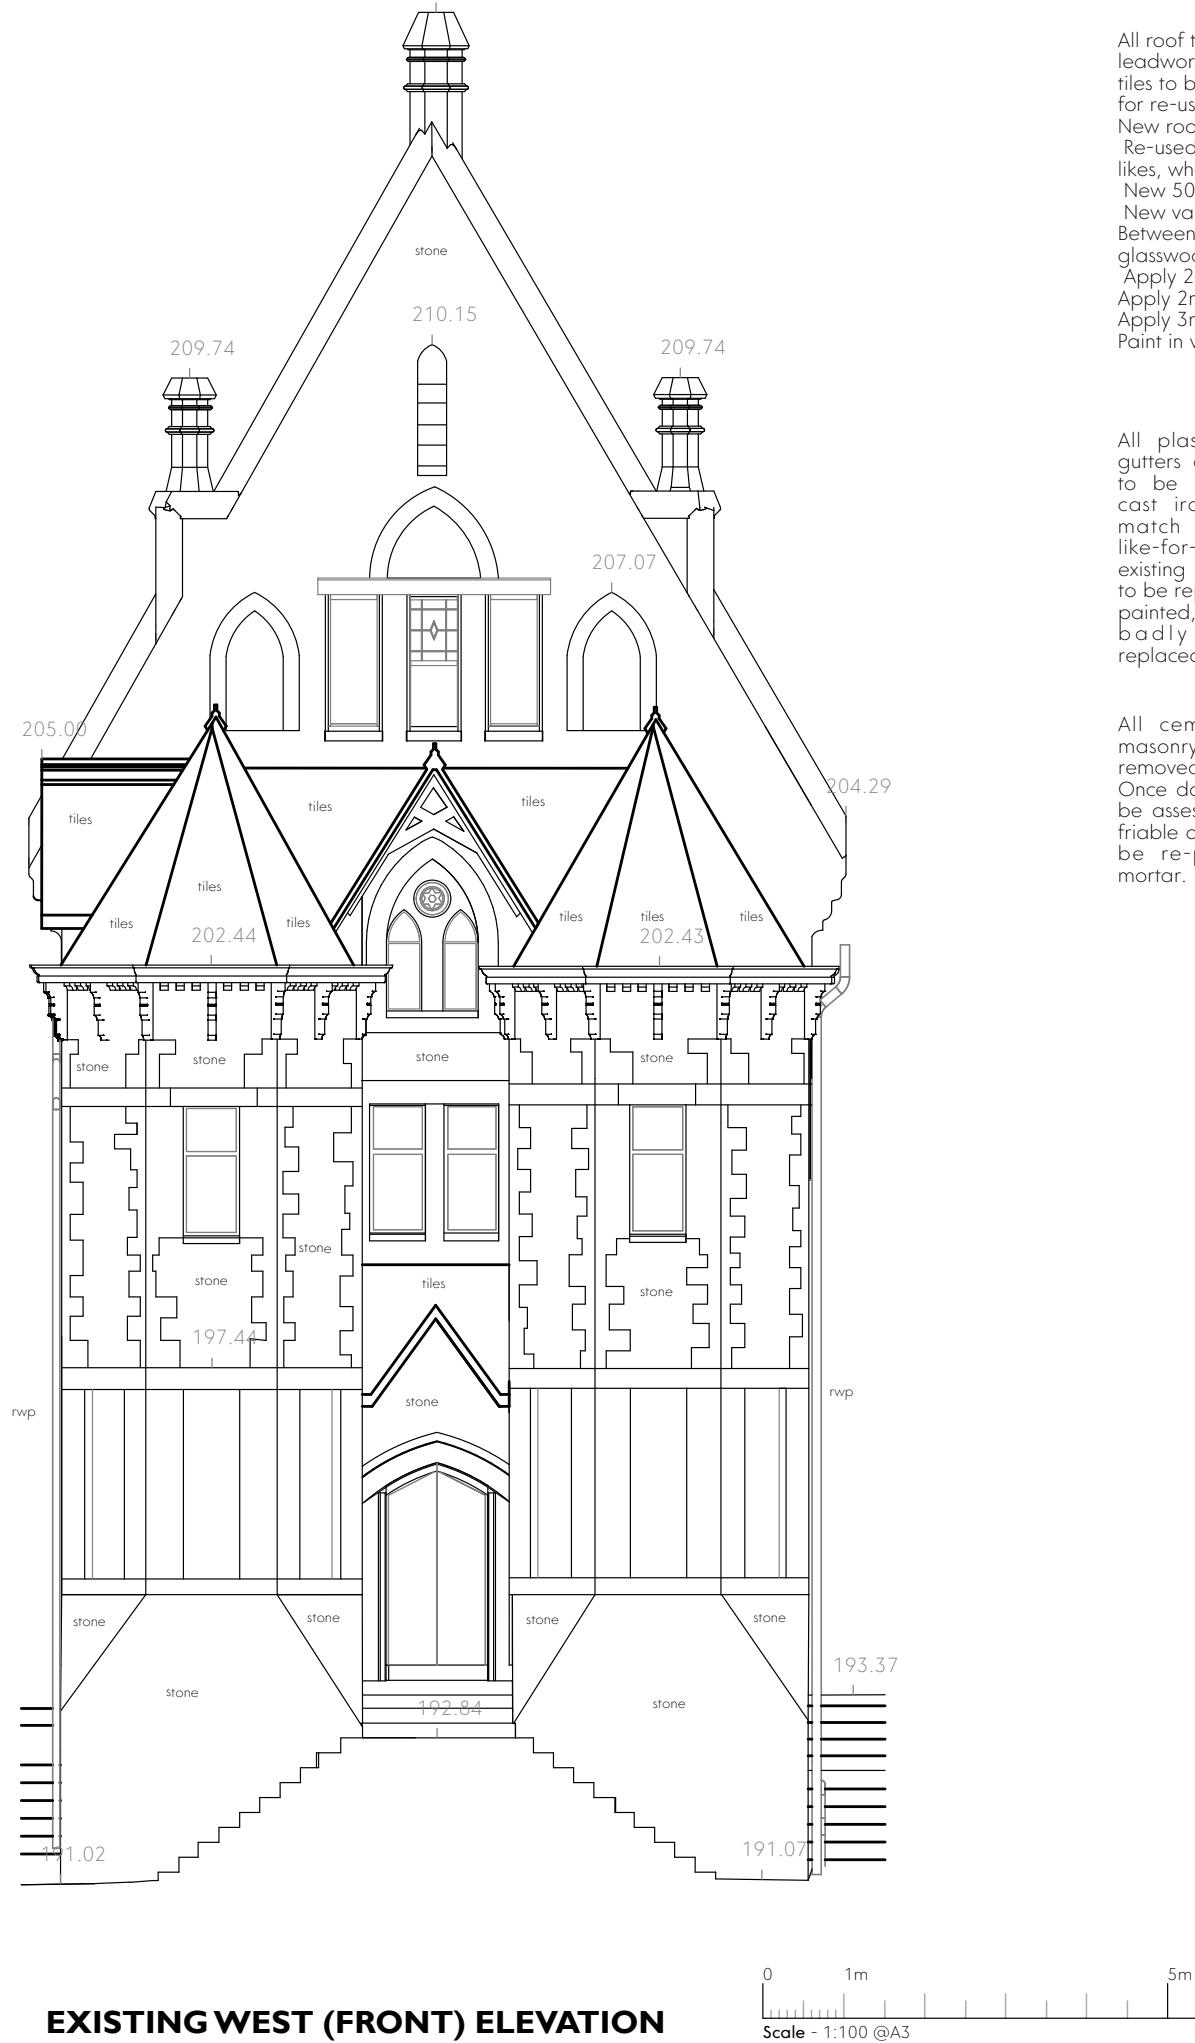 stone
210.15
209.74
209.74
207.07
205.00
204.29
tiles
tiles
tiles
tiles
tiles
tiles
tiles
tiles
tiles
202.44
202.43
stone
stone
stone
stone
stone
stone
stone
tiles
197.44
stone
rwp
rwp
stone
stone
stone
stone
stone
stone
193.37
192.84
191.02
191.07
All roof
leadwor
tiles to b
for re-us
New roo
Re-used
likes, wh
New 50
New va
Between
glasswo
Apply 2
Apply 2
Apply 3
Paint in
All plas
gutters
to be
cast iro
match
like-for-
existing
to be re
painted,
badly
replace
All cem
masonry
removed
Once do
be asse
friable
be re-
mortar.
0 1m 5m
EXISTING WEST (FRONT) ELEVATION
Scale - 1:100 @A3